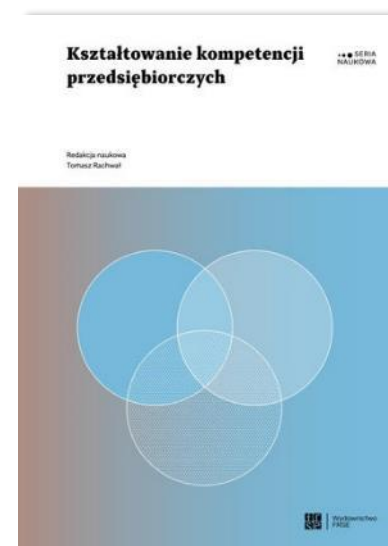 Kształtowanie kompetencji
przedsiębiorczych
SERIA
NAUKOWA
Redakcja naukowa
Tomasz Rachwał
Wydawnictwo
FRSE